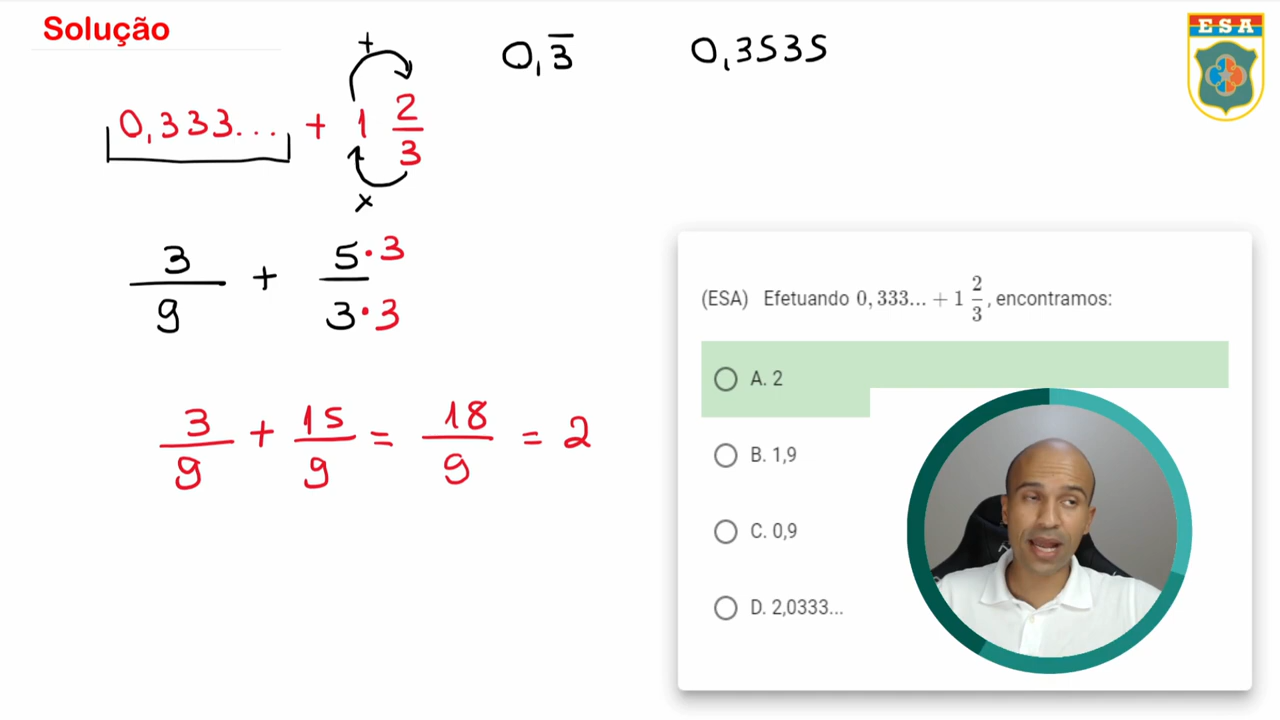 Solução
0,3̅
0,3535
+
0,333... + 1 2/3
×
3/9 + 5·3/3·3
3/9 + 15/9 = 18/9 = 2
ESA
(ESA) Efetuando 0, 333... + 1 2/3, encontramos:
A. 2
B. 1,9
C. 0,9
D. 2,0333...